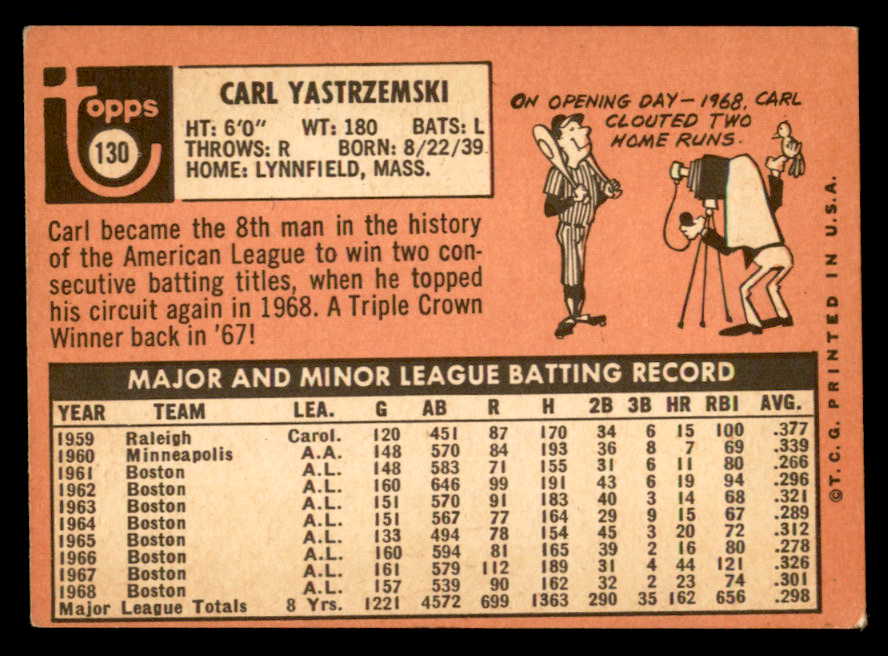 Topps
130
CARL YASTRZEMSKI
HT: 6'0" WT: 180 BATS: L
THROWS: R BORN: 8/22/39
HOME: LYNNFIELD, MASS.
ON OPENING DAY—1968, CARL
CLOUTED TWO
HOME RUNS.
Carl became the 8th man in the history
of the American League to win two con-
secutive batting titles, when he topped
his circuit again in 1968. A Triple Crown
Winner back in '67!
MAJOR AND MINOR LEAGUE BATTING RECORD
YEAR TEAM LEA. G AB R H 2B 3B HR RBI AVG.
1959 Raleigh Carol. 120 451 87 170 34 6 15 100 .377
1960 Minneapolis A.A. 148 570 84 193 36 8 7 69 .339
1961 Boston A.L. 148 583 71 155 31 6 11 80 .266
1962 Boston A.L. 160 646 99 191 43 6 19 94 .296
1963 Boston A.L. 151 570 91 183 40 3 14 68 .321
1964 Boston A.L. 151 567 77 164 29 9 15 67 .289
1965 Boston A.L. 133 494 78 154 45 3 20 72 .312
1966 Boston A.L. 160 594 81 165 39 2 16 80 .278
1967 Boston A.L. 161 579 112 189 31 4 44 121 .326
1968 Boston A.L. 157 539 90 162 32 2 23 74 .301
Major League Totals 8 Yrs. 1221 4572 699 1363 290 35 162 656 .298
©T.C.G. PRINTED IN U.S.A.